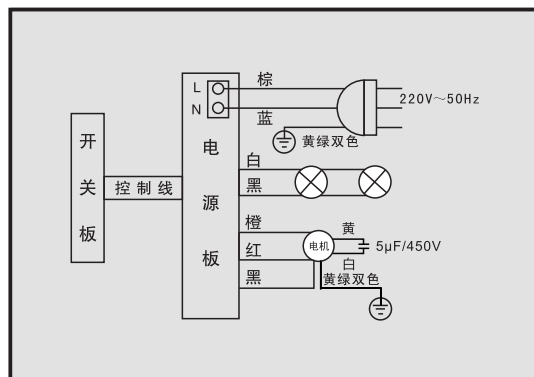 棕
L
220V～50Hz
N
蓝
黄绿双色
开关板
控制线
电源板
白
黑
橙
黄
红
电机
5μF/450V
白
黑
黄绿双色